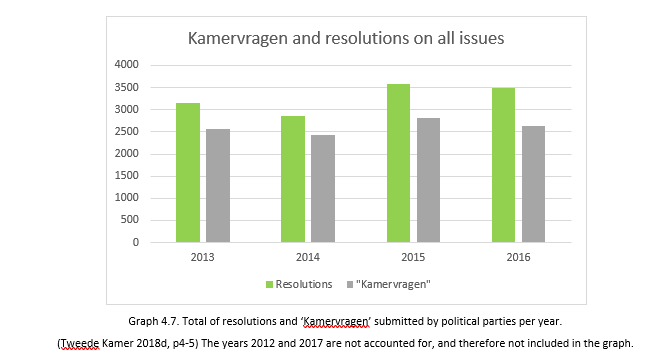 Kamervragen and resolutions on all issues
4000
3500
3000
2500
2000
1500
1000
500
0
2013 2014 2015 2016
Resolutions "Kamervragen"
Graph 4.7. Total of resolutions and 'Kamervragen' submitted by political parties per year.
(Tweede Kamer 2018d, p4-5) The years 2012 and 2017 are not accounted for, and therefore not included in the graph.